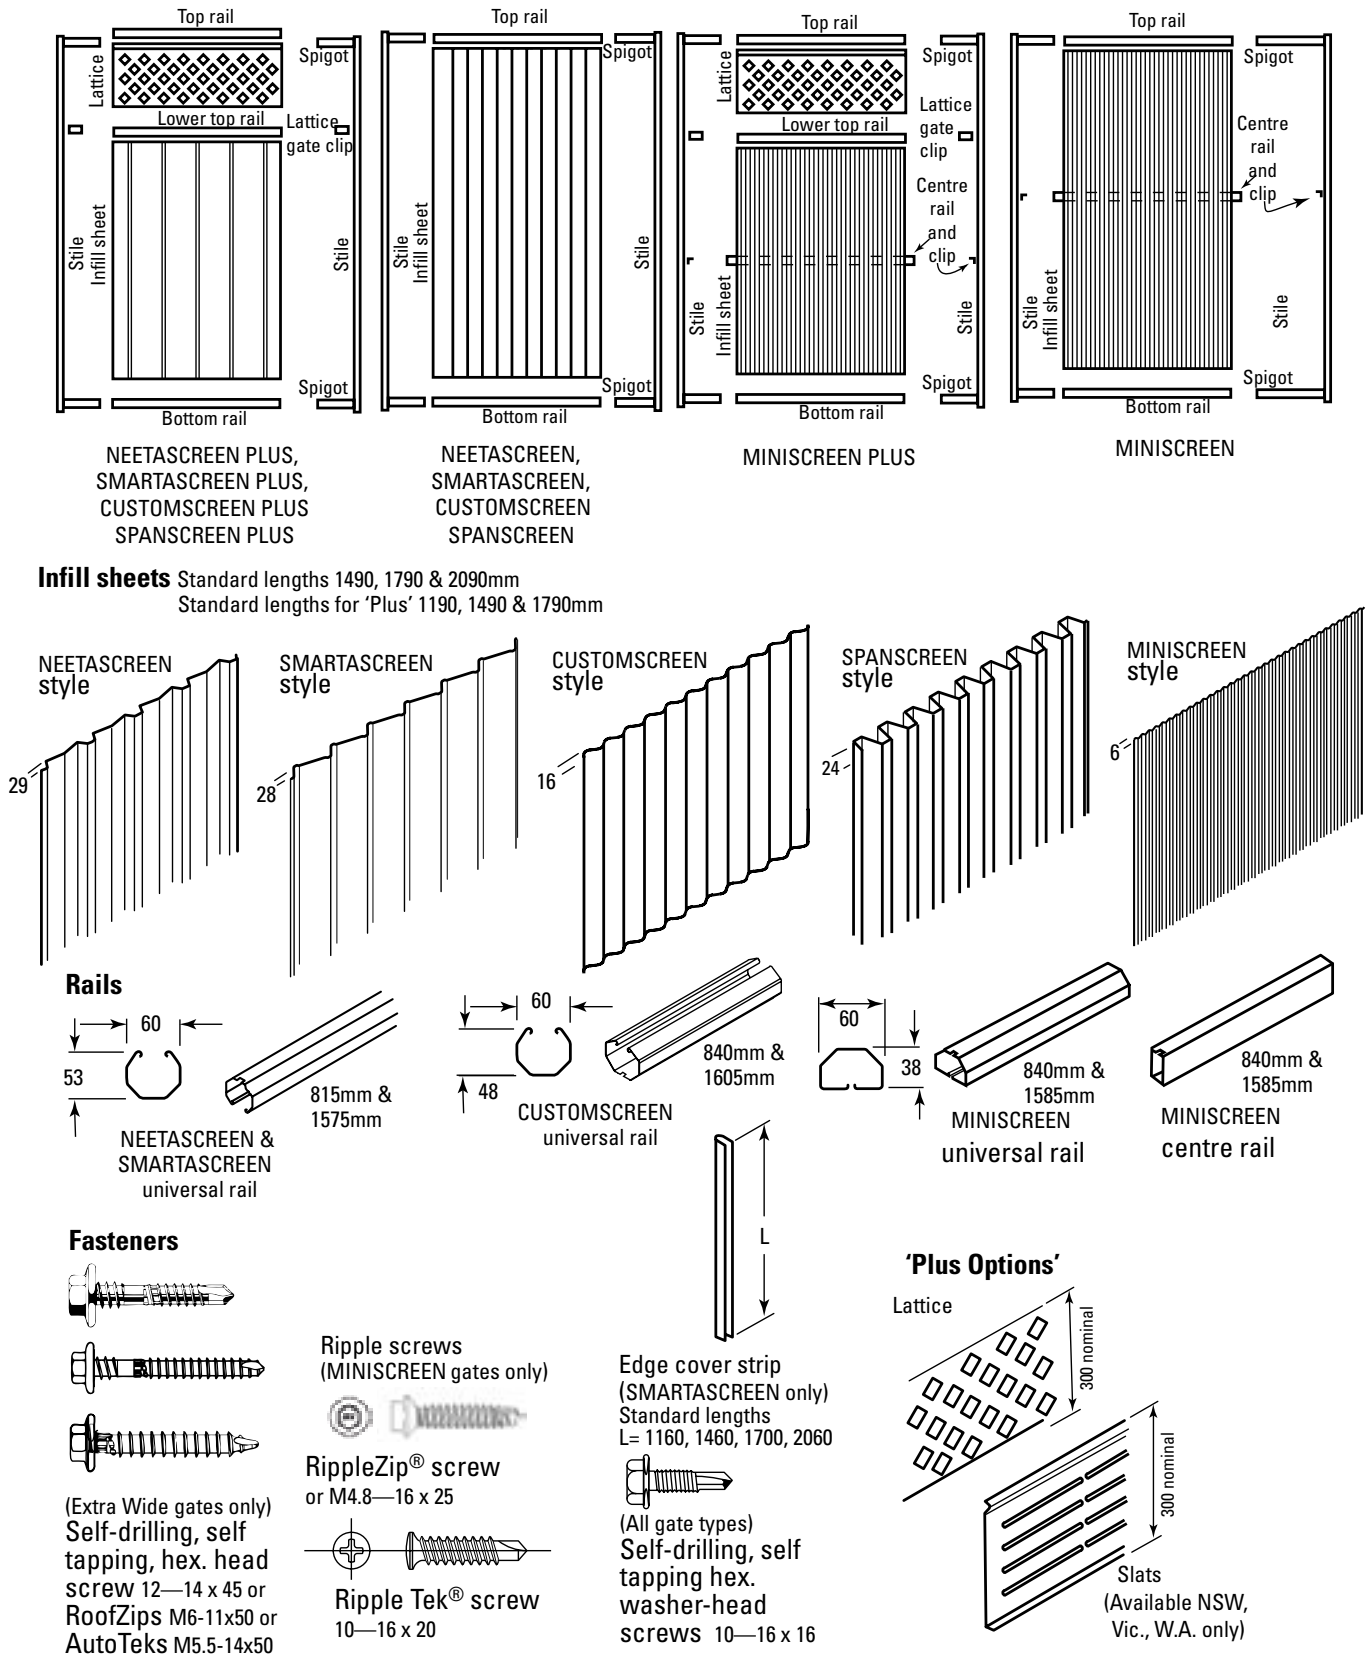 Top rail
Lattice
Spigot
Lower top rail
Lattice
gate clip
Stile
Infill sheet
Stile
Spigot
Bottom rail
NEETASCREEN PLUS,
SMARTASCREEN PLUS,
CUSTOMSCREEN PLUS
SPANSCREEN PLUS
Top rail
Spigot
Stile
Infill sheet
Stile
Spigot
Bottom rail
NEETASCREEN,
SMARTASCREEN,
CUSTOMSCREEN
SPANSCREEN
Top rail
Lattice
Spigot
Lattice
gate
clip
Lower top rail
Centre
rail
and
clip
Stile
Infill sheet
Stile
Spigot
Bottom rail
MINISCREEN PLUS
Top rail
Spigot
Centre
rail
and
clip
Stile
Infill sheet
Stile
Spigot
Bottom rail
MINISCREEN
Infill sheets Standard lengths 1490, 1790 & 2090mm
Standard lengths for ‘Plus’ 1190, 1490 & 1790mm
NEETASCREEN
style
29
SMARTASCREEN
style
28
CUSTOMSCREEN
style
16
SPANSCREEN
style
24
MINISCREEN
style
6
Rails
60
53
815mm &
1575mm
NEETASCREEN &
SMARTASCREEN
universal rail
60
48
840mm &
1605mm
CUSTOMSCREEN
universal rail
60
38
840mm &
1585mm
MINISCREEN
universal rail
840mm &
1585mm
MINISCREEN
centre rail
Fasteners
(Extra Wide gates only)
Self-drilling, self
tapping, hex. head
screw 12—14 x 45 or
RoofZips M6-11x50 or
AutoTeks M5.5-14x50
Ripple screws
(MINISCREEN gates only)
RippleZip® screw
or M4.8—16 x 25
Ripple Tek® screw
10—16 x 20
L
Edge cover strip
(SMARTASCREEN only)
Standard lengths
L= 1160, 1460, 1700, 2060
(All gate types)
Self-drilling, self
tapping hex.
washer-head
screws 10—16 x 16
‘Plus Options’
Lattice
300 nominal
300 nominal
Slats
(Available NSW,
Vic., W.A. only)